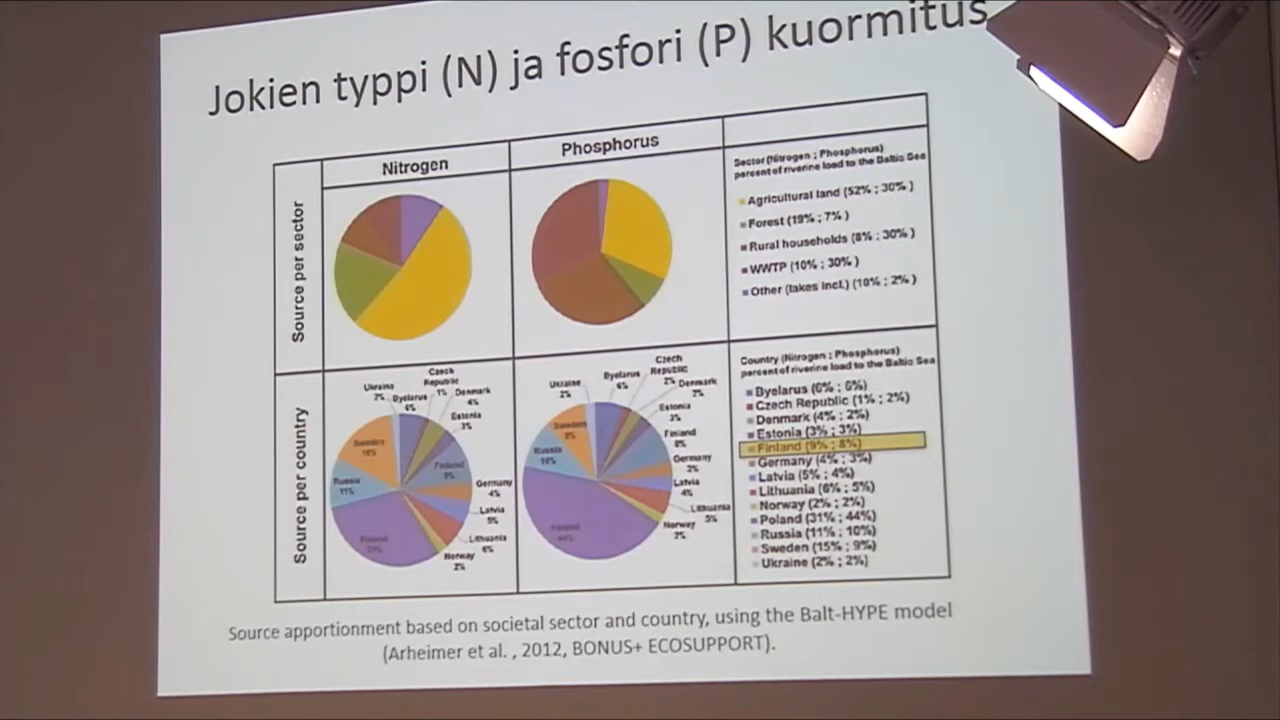 Jokien typpi (N) ja fosfori (P) kuormitus
Nitrogen
Phosphorus
Source per sector
Sector (Nitrogen ; Phosphorus)
percent of riverine load to the Baltic Sea
Agricultural land (52% ; 30% )
Forest (19% ; 7% )
Rural households (8% ; 30% )
WWTP (10% ; 30% )
Other (lakes incl.) (10% ; 2% )
Source per country
Ukraine
2%
Byelarus
6%
Czech
Republic
1%
Denmark
4%
Estonia
3%
Finland
9%
Germany
4%
Latvia
5%
Lithuania
6%
Norway
2%
Poland
31%
Russia
11%
Sweden
Ukraine
2%
Byelarus
6%
Czech
Republic
2%
Denmark
2%
Estonia
3%
Finland
8%
Germany
3%
Latvia
4%
Lithuania
5%
Norway
2%
Poland
44%
Russia
10%
Sweden
9%
Country (Nitrogen ; Phosphorus)
percent of riverine load to the Baltic Sea
Byelarus (6% ; 6%)
Czech Republic (1% ; 2%)
Denmark (4% ; 2%)
Estonia (3% ; 3%)
Finland (9% ; 8%)
Germany (4% ; 3%)
Latvia (5% ; 4%)
Lithuania (6% ; 5%)
Norway (2% ; 2%)
Poland (31% ; 44%)
Russia (11% ; 10%)
Sweden (15% ; 9%)
Ukraine (2% ; 2%)
Source apportionment based on societal sector and country, using the Balt-HYPE model
(Arheimer et al. , 2012, BONUS+ ECOSUPPORT).